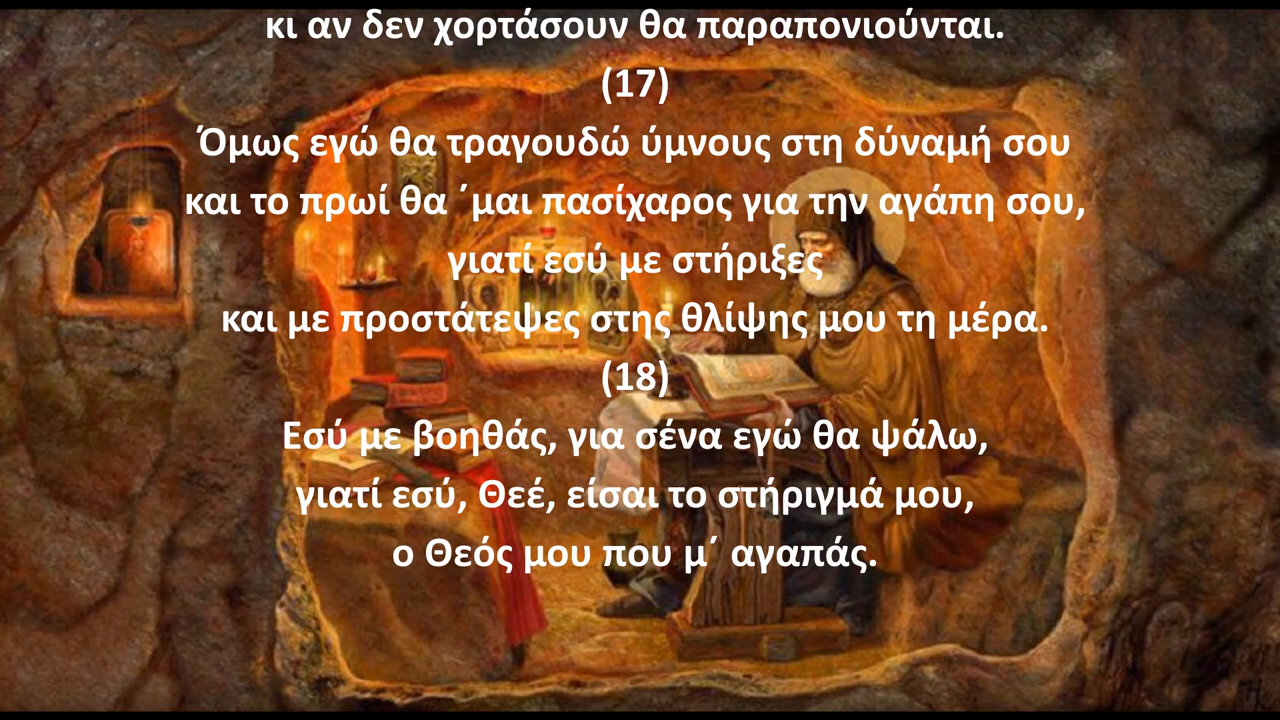 κι αν δεν χορτάσουν θα παραπονιούνται.
(17)
Όμως εγώ θα τραγουδώ ύμνους στη δύναμή σου
και το πρωί θα ΄μαι πασίχαρος για την αγάπη σου,
γιατί εσύ με στήριξες
και με προστάτεψες στης θλίψης μου τη μέρα.
(18)
Εσύ με βοηθάς, για σένα εγώ θα ψάλω,
γιατί εσύ, Θεέ, είσαι το στήριγμά μου,
ο Θεός μου που μ΄ αγαπάς.